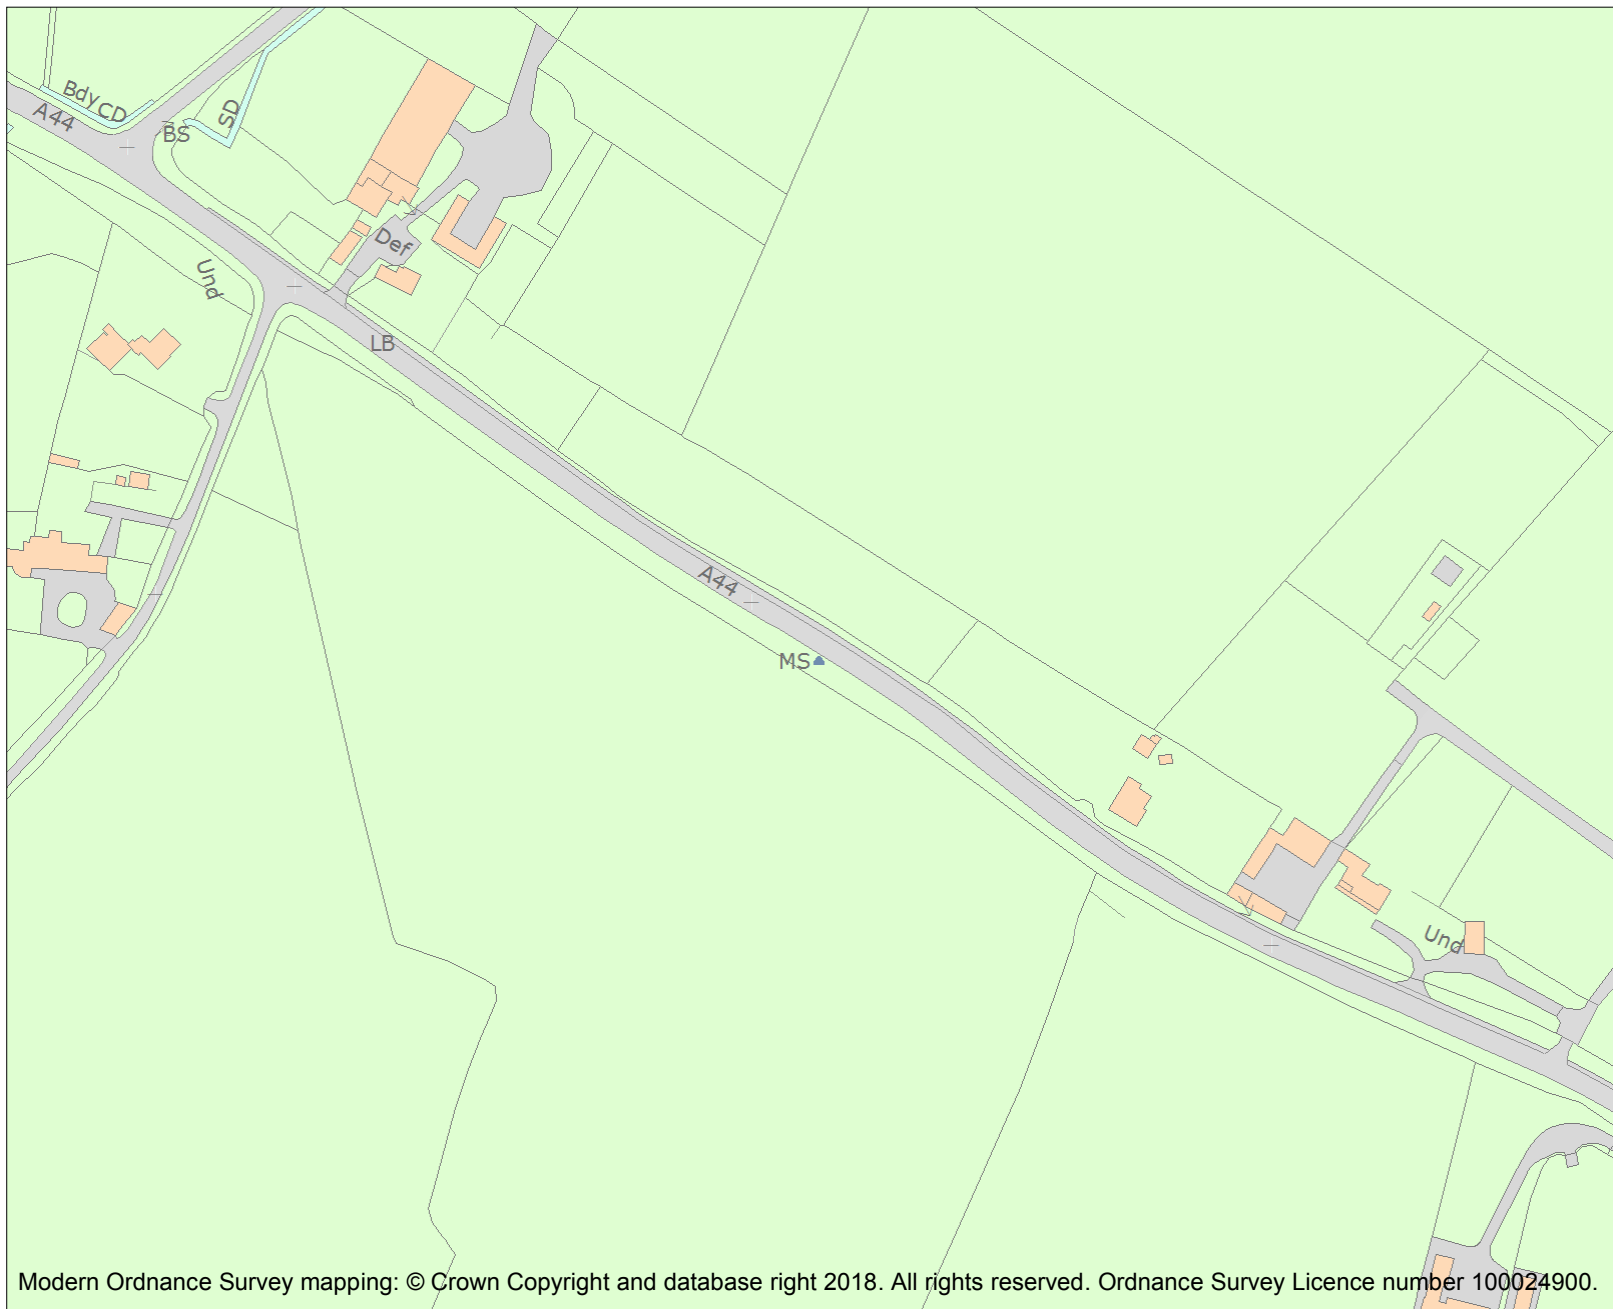 Bdy CD
A44
SD
BS
Def
Und
LB
A44
MS
Und
Modern Ordnance Survey mapping: © Crown Copyright and database right 2018. All rights reserved. Ordnance Survey Licence number 100024900.